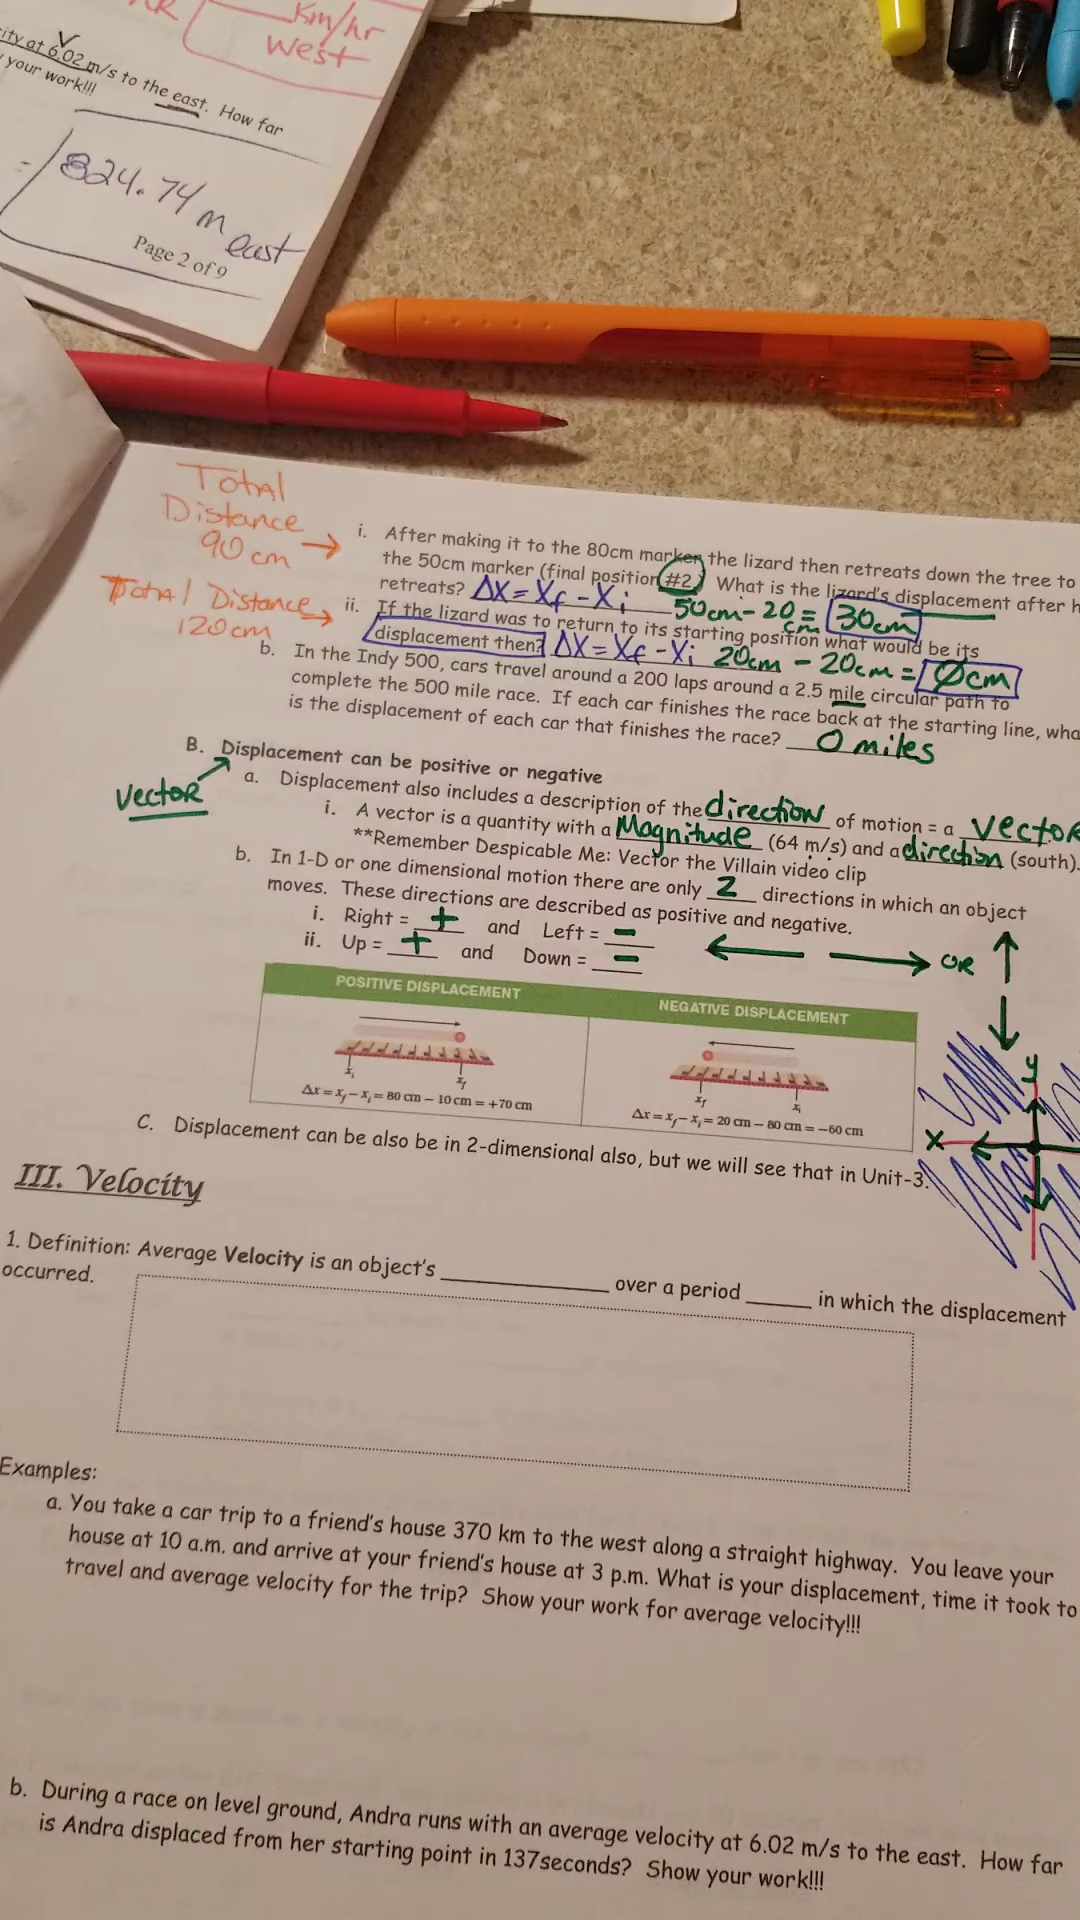 Km/hr
West
ity at 6.02 m/s to the east. How far
your work!!!
= 824.74 m east
Page 2 of 9
Total
Distance
90 cm →
i. After making it to the 80cm marker the lizard then retreats down the tree to
the 50cm marker (final position #2) What is the lizard's displacement after h
retreats? ΔX = Xf - Xi 50cm - 20 cm = 30cm
Total Distance →
120 cm
ii. If the lizard was to return to its starting position what would be its
displacement then? ΔX = Xf - Xi 20cm - 20cm = 0cm
b. In the Indy 500, cars travel around a 200 laps around a 2.5 mile circular path to
complete the 500 mile race. If each car finishes the race back at the starting line, wha
is the displacement of each car that finishes the race? 0 miles
B. Displacement can be positive or negative
Vector
a. Displacement also includes a description of the direction of motion = a vector
i. A vector is a quantity with a Magnitude (64 m/s) and a direction (south).
**Remember Despicable Me: Vector the Villain video clip
b. In 1-D or one dimensional motion there are only 2 directions in which an object
moves. These directions are described as positive and negative.
i. Right = + and Left = -
ii. Up = + and Down = -
← → OR ↑ ↓
POSITIVE DISPLACEMENT NEGATIVE DISPLACEMENT
xi xf xf xi
Δx = xf – xi = 80 cm – 10 cm = +70 cm
Δx = xf – xi = 20 cm – 80 cm = –60 cm
y
x
C. Displacement can be also be in 2-dimensional also, but we will see that in Unit-3.
III. Velocity
1. Definition: Average Velocity is an object's ____________ over a period _____ in which the displacement
occurred.
Examples:
a. You take a car trip to a friend's house 370 km to the west along a straight highway. You leave your
house at 10 a.m. and arrive at your friend's house at 3 p.m. What is your displacement, time it took to
travel and average velocity for the trip? Show your work for average velocity!!!
b. During a race on level ground, Andra runs with an average velocity at 6.02 m/s to the east. How far
is Andra displaced from her starting point in 137seconds? Show your work!!!